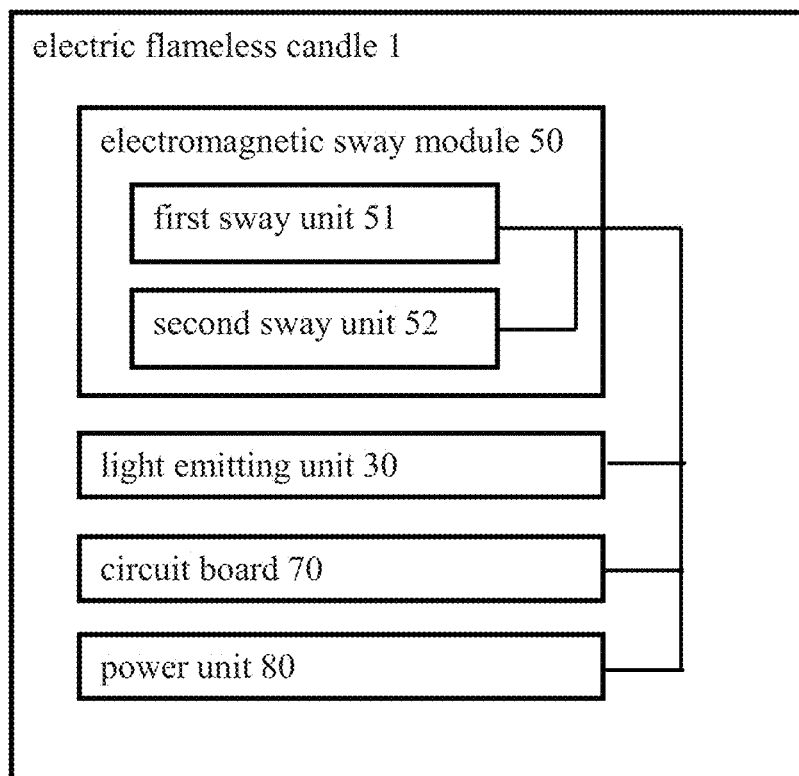 electric flameless candle 1
electromagnetic sway module 50
first sway unit 51
second sway unit 52
light emitting unit 30
circuit board 70
power unit 80